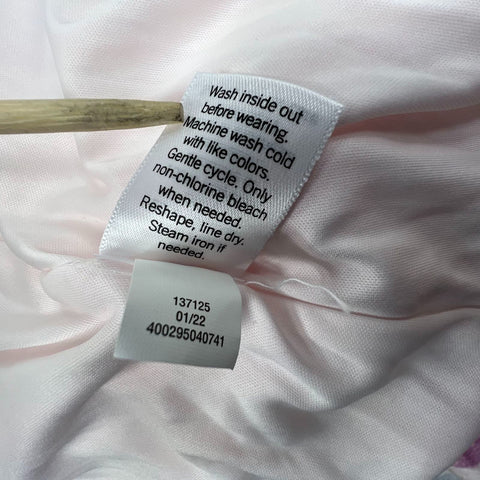 Wash inside out
before wearing.
Machine wash cold
with like colors.
Gentle cycle. Only
non-chlorine bleach
when needed.
Reshape, line dry.
Steam iron if
needed.
137125
01/22
400295040741